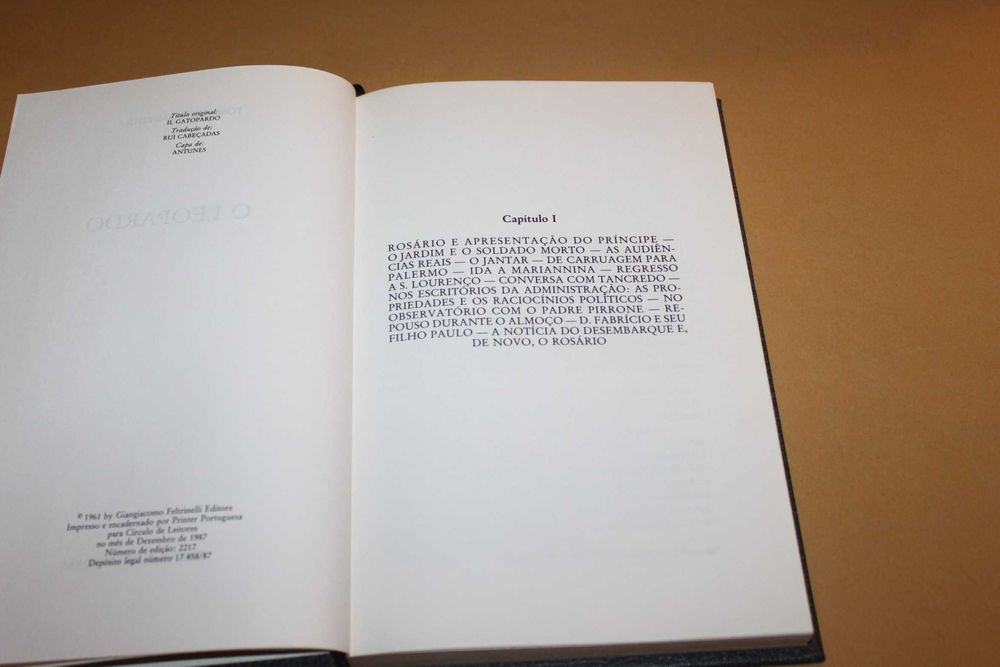 Título original:
IL GATOPARDO
Tradução de:
RUI CABEÇADAS
Capa de:
ANTUNES
O LEOPARDO
© 1961 by Giangiacomo Feltrinelli Editore
Impresso e encadernado por Printer Portuguesa
para Círculo de Leitores
no mês de Dezembro de 1987
Número de edição: 2217
Depósito legal número 17 458/87
Capítulo I
ROSÁRIO E APRESENTAÇÃO DO PRÍNCIPE —
O JARDIM E O SOLDADO MORTO — AS AUDIÊN-
CIAS REAIS — O JANTAR — DE CARRUAGEM PARA
PALERMO — IDA A MARIANNINA — REGRESSO
A S. LOURENÇO — CONVERSA COM TANCREDO —
NOS ESCRITÓRIOS DA ADMINISTRAÇÃO: AS PRO-
PRIEDADES E OS RACIOCÍNIOS POLÍTICOS — NO
OBSERVATÓRIO COM O PADRE PIRRONE — RE-
POUSO DURANTE O ALMOÇO — D. FABRÍCIO E SEU
FILHO PAULO — A NOTÍCIA DO DESEMBARQUE E,
DE NOVO, O ROSÁRIO